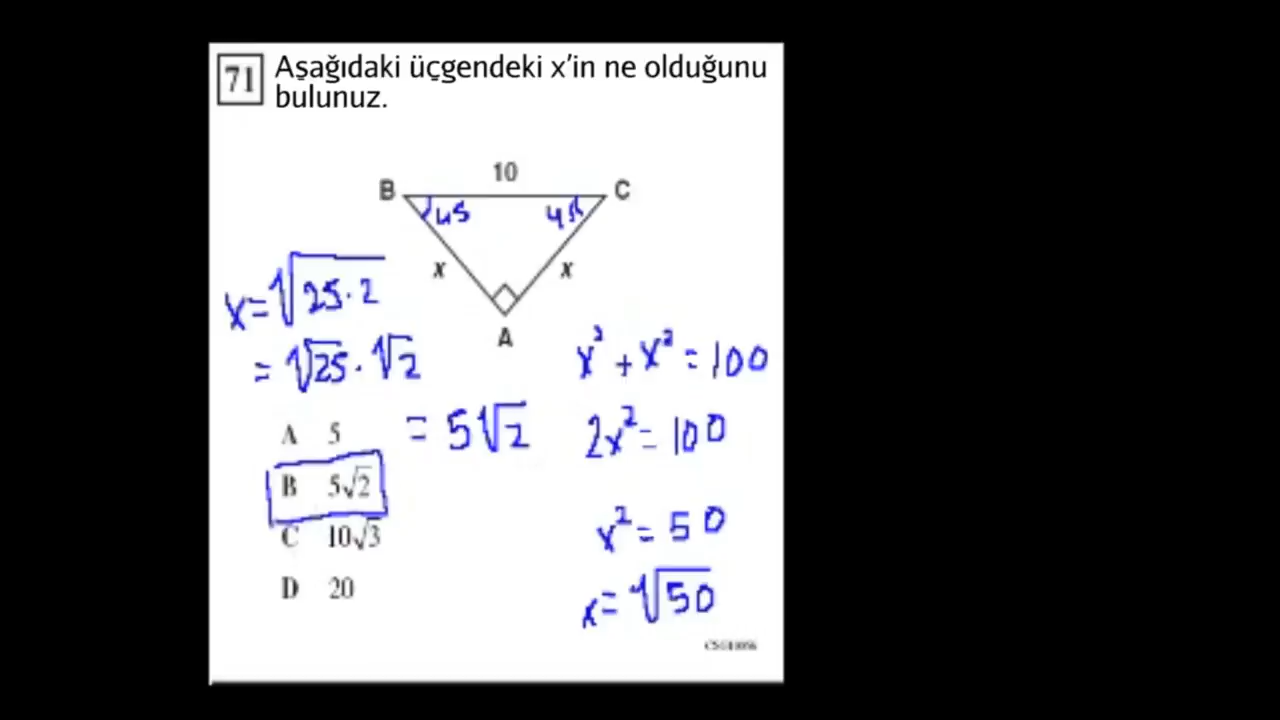 71 Aşağıdaki üçgendeki x'in ne olduğunu
bulunuz.
10
B C
45 45
x x
A
x=√25·2
= √25·√2
= 5√2
x²+x²=100
2x²=100
x²=50
x=√50
A 5
B 5√2
C 10√3
D 20